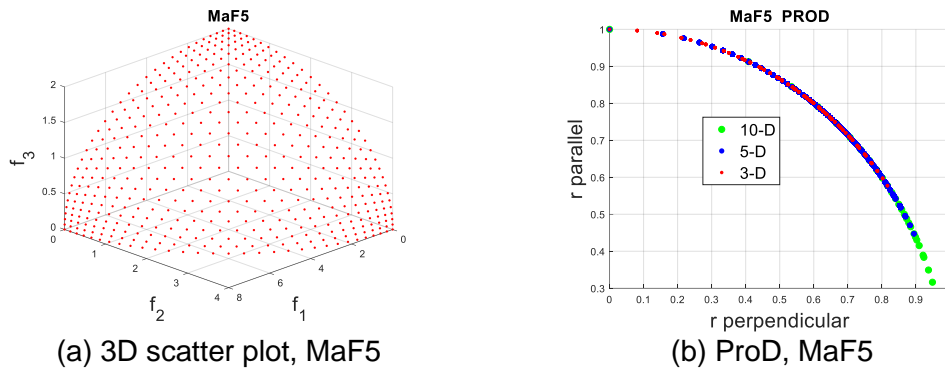 MaF5
2
1.5
1
0.5
0
f_3
0
1
2
3
4
f_2
8
6
4
2
0
f_1
(a) 3D scatter plot, MaF5
MaF5 PROD
1
0.9
0.8
0.7
0.6
0.5
0.4
0.3
r parallel
10-D
5-D
3-D
0 0.1 0.2 0.3 0.4 0.5 0.6 0.7 0.8 0.9
r perpendicular
(b) ProD, MaF5